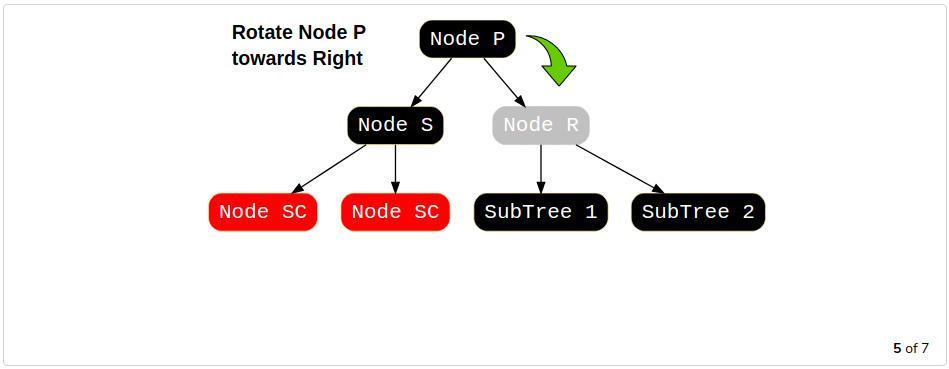 Rotate Node P
towards Right
Node P
Node S
Node R
Node SC
Node SC
SubTree 1
SubTree 2
5 of 7